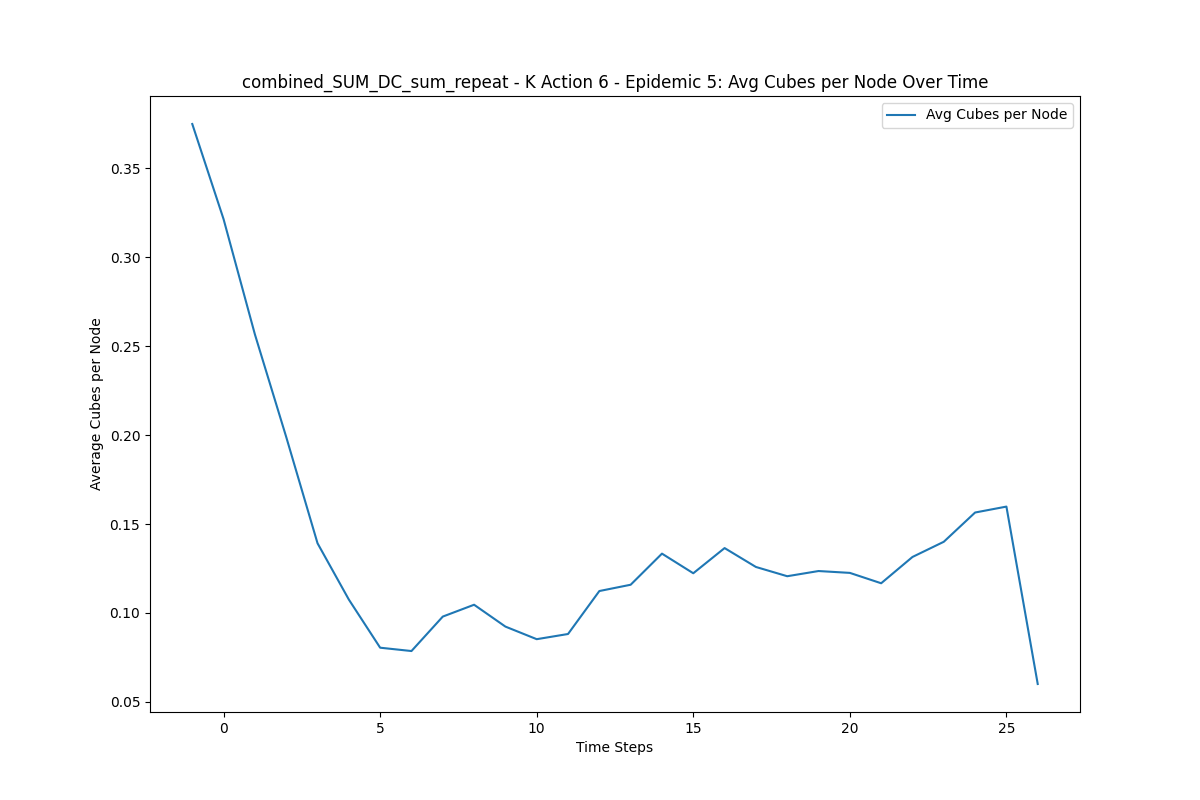 combined_SUM_DC_sum_repeat - K Action 6 - Epidemic 5: Avg Cubes per Node Over Time
Avg Cubes per Node
0.35
0.30
0.25
0.20
0.15
0.10
0.05
Average Cubes per Node
0 5 10 15 20 25
Time Steps